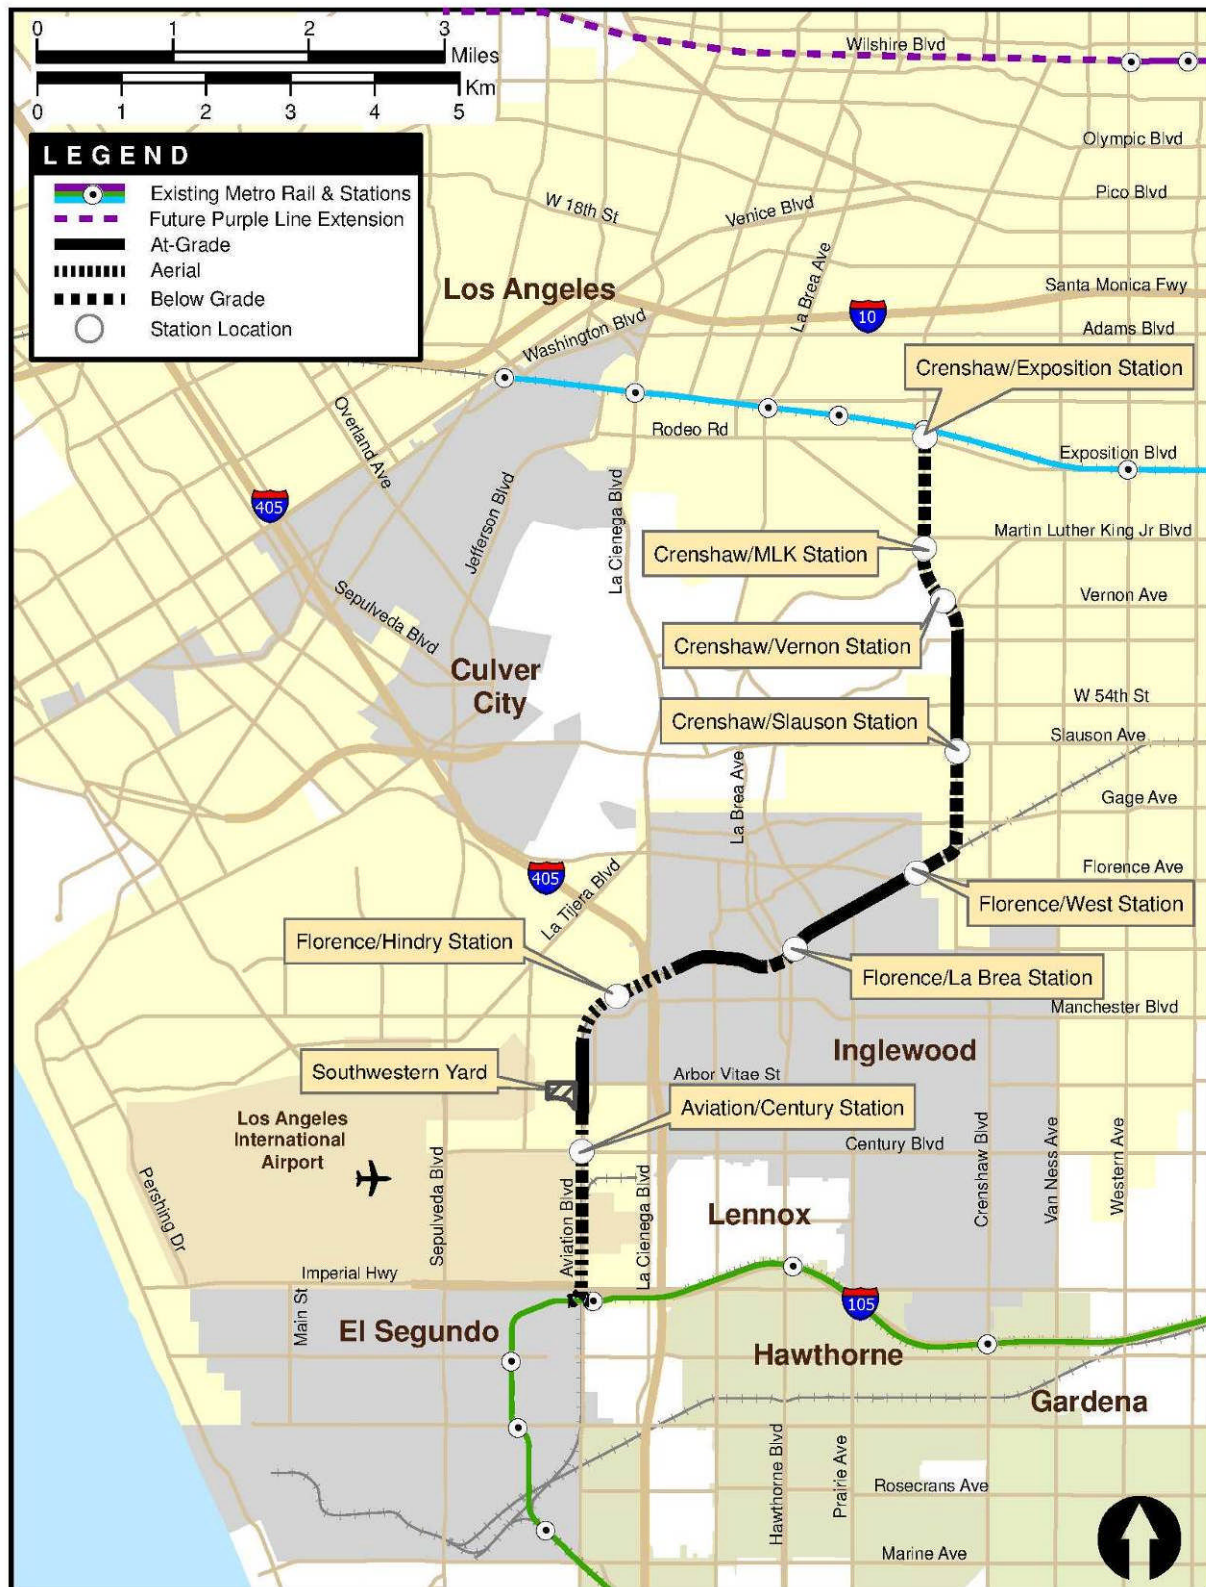 0 1 2 3
Miles
Km
0 1 2 3 4 5
LEGEND
Existing Metro Rail & Stations
Future Purple Line Extension
At-Grade
Aerial
Below Grade
Station Location
Wilshire Blvd
Olympic Blvd
Pico Blvd
W 18th St
Venice Blvd
La Brea Ave
Los Angeles
Santa Monica Fwy
10
Washington Blvd
Adams Blvd
Crenshaw/Exposition Station
Overland Ave
Rodeo Rd
Exposition Blvd
405
Jefferson Blvd
La Cienega Blvd
Martin Luther King Jr Blvd
Crenshaw/MLK Station
Sepulveda Blvd
Vernon Ave
Crenshaw/Vernon Station
Culver
City
W 54th St
Crenshaw/Slauson Station
Slauson Ave
La Brea Ave
Gage Ave
405
La Tijera Blvd
Florence Ave
Florence/West Station
Florence/Hindry Station
Florence/La Brea Station
Manchester Blvd
Inglewood
Southwestern Yard
Arbor Vitae St
Aviation/Century Station
Los Angeles
International
Airport
Century Blvd
Pershing Dr
Sepulveda Blvd
Aviation Blvd
La Cienega Blvd
Crenshaw Blvd
Van Ness Ave
Western Ave
Lennox
Imperial Hwy
Main St
105
El Segundo
Hawthorne
Gardena
Hawthorne Blvd
Prairie Ave
Rosecrans Ave
Marine Ave